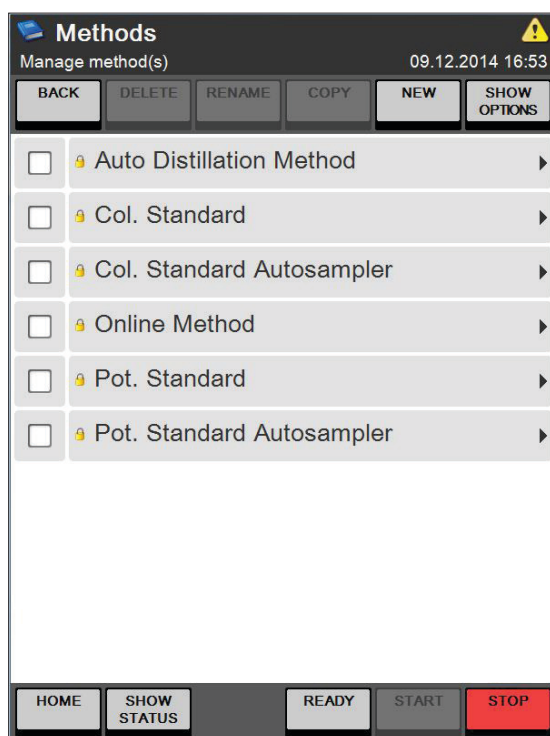 Methods
Manage method(s) 09.12.2014 16:53
BACK DELETE RENAME COPY NEW SHOW OPTIONS
Auto Distillation Method
Col. Standard
Col. Standard Autosampler
Online Method
Pot. Standard
Pot. Standard Autosampler
HOME SHOW STATUS READY START STOP